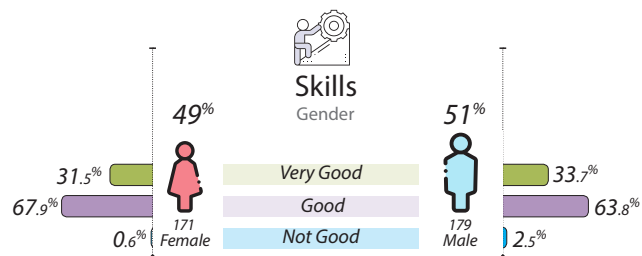 Skills
Gender
49% 51%
31.5% Very Good 33.7%
67.9% Good 63.8%
171 179
0.6% Female Not Good Male 2.5%